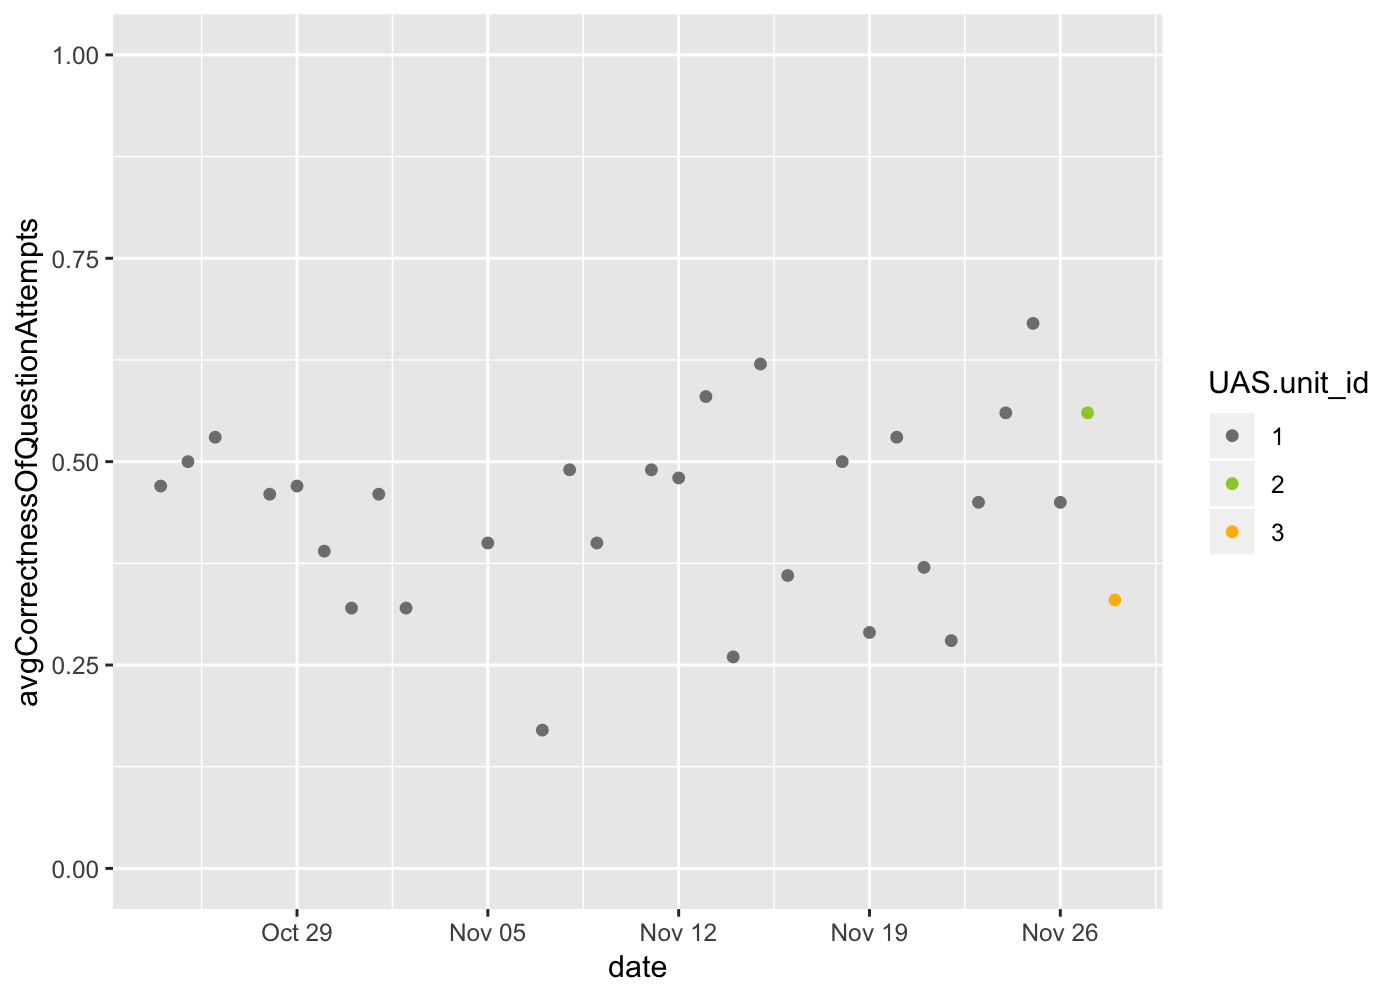 avgCorrectnessOfQuestionAttempts
1.00
0.75
0.50
0.25
0.00
Oct 29 Nov 05 Nov 12 Nov 19 Nov 26
date
UAS.unit_id
1
2
3